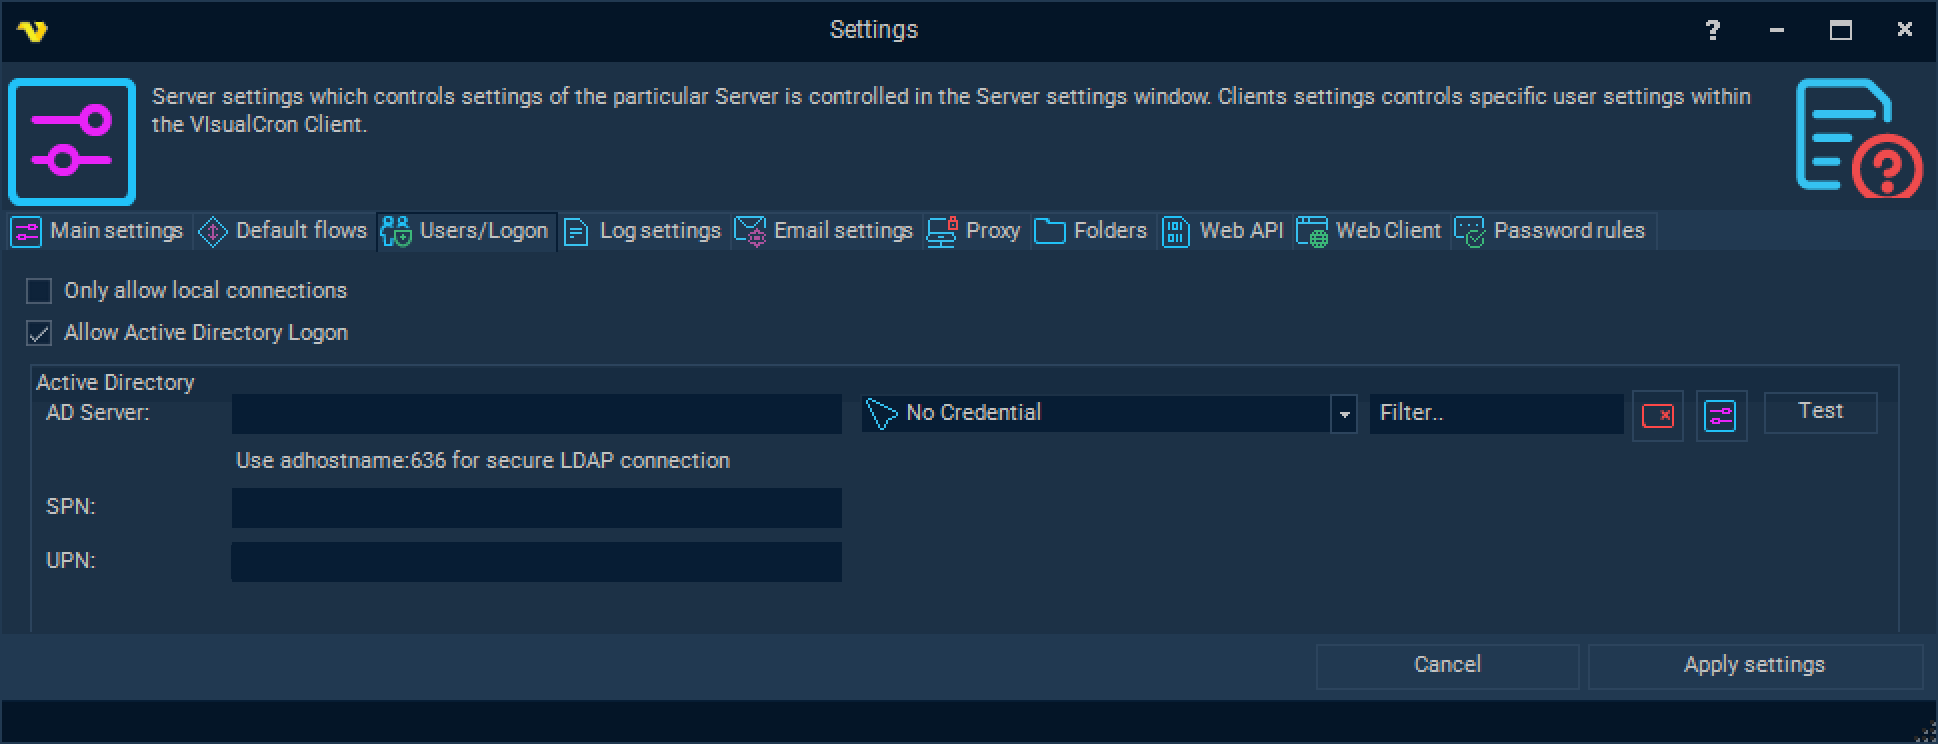 Settings
Server settings which controls settings of the particular Server is controlled in the Server settings window. Clients settings controls specific user settings within
the VIsualCron Client.
Main settings Default flows Users/Logon Log settings Email settings Proxy Folders Web API Web Client Password rules
Only allow local connections
Allow Active Directory Logon
Active Directory
AD Server: No Credential Filter.. Test
Use adhostname:636 for secure LDAP connection
SPN:
UPN:
Cancel Apply settings